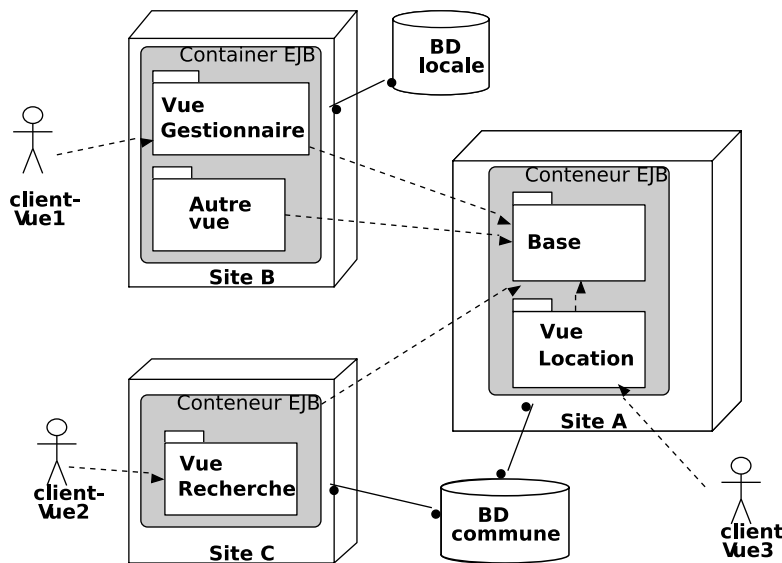 Container EJB
Vue
Gestionnaire
Autre
vue
Site B
BD
locale
client-
Vue1
Conteneur EJB
Base
Vue
Location
Site A
Conteneur EJB
Vue
Recherche
Site C
client-
Vue2
BD
commune
client
Vue3